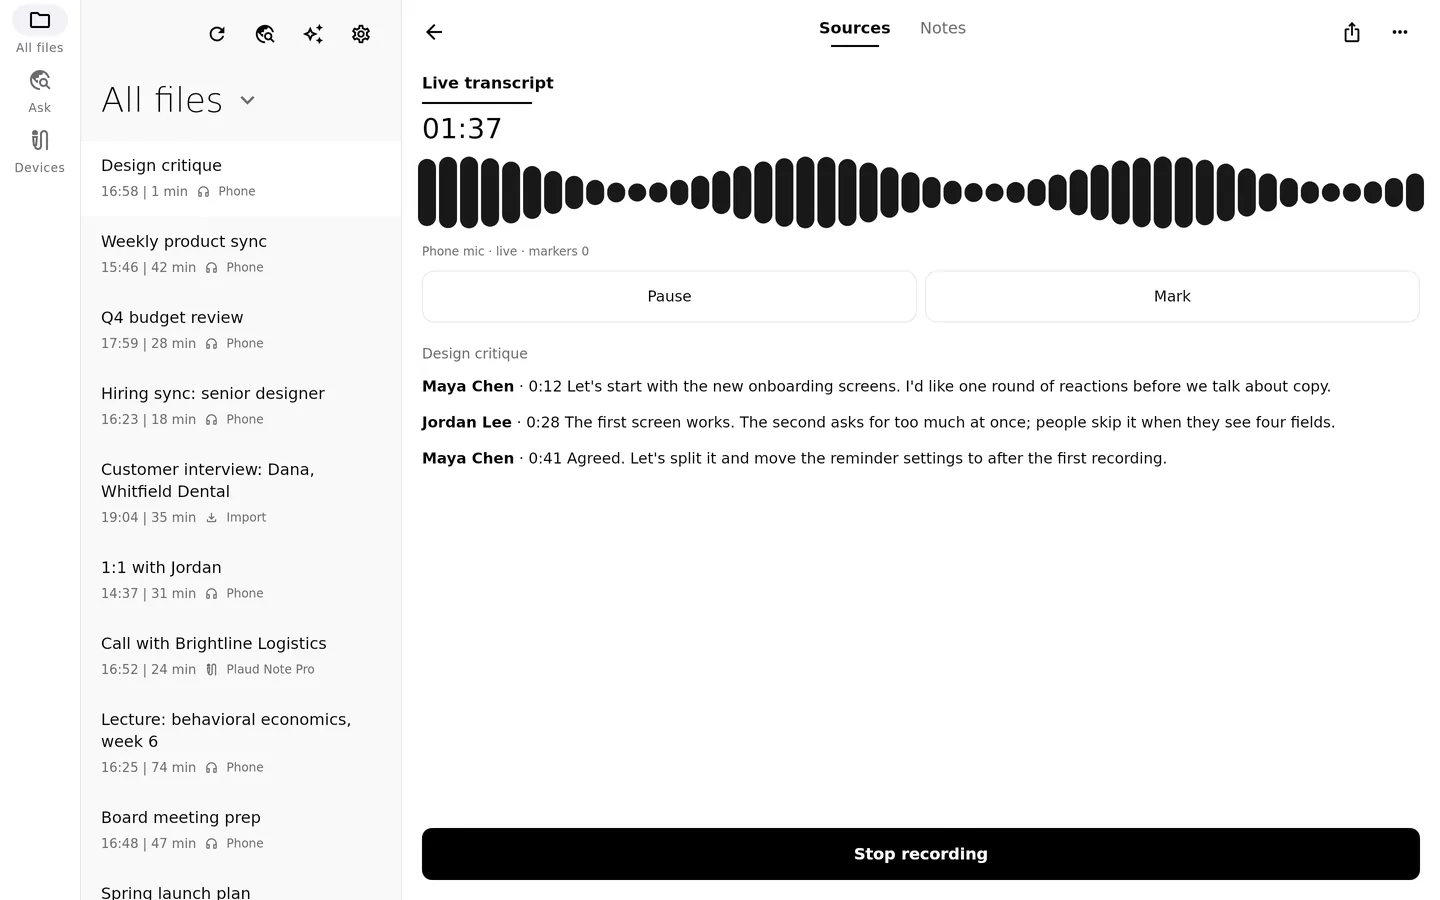 All files
Ask
Devices
All files
Design critique
16:58 | 1 min Phone
Weekly product sync
15:46 | 42 min Phone
Q4 budget review
17:59 | 28 min Phone
Hiring sync: senior designer
16:23 | 18 min Phone
Customer interview: Dana,
Whitfield Dental
19:04 | 35 min Import
1:1 with Jordan
14:37 | 31 min Phone
Call with Brightline Logistics
16:52 | 24 min Plaud Note Pro
Lecture: behavioral economics,
week 6
16:25 | 74 min Phone
Board meeting prep
16:48 | 47 min Phone
Spring launch plan
Sources Notes
Live transcript
01:37
Phone mic · live · markers 0
Pause Mark
Design critique
Maya Chen · 0:12 Let's start with the new onboarding screens. I'd like one round of reactions before we talk about copy.
Jordan Lee · 0:28 The first screen works. The second asks for too much at once; people skip it when they see four fields.
Maya Chen · 0:41 Agreed. Let's split it and move the reminder settings to after the first recording.
Stop recording